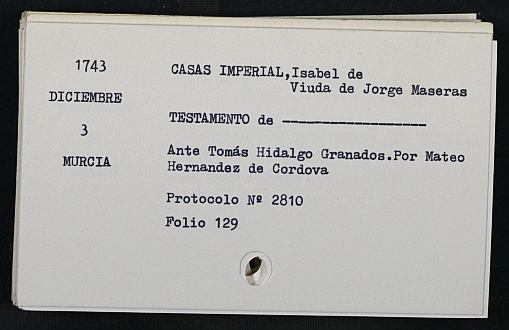 1743
DICIEMBRE
3
MURCIA
CASAS IMPERIAL,Isabel de
Viuda de Jorge Maseras
TESTAMENTO de ------------------
Ante Tomás Hidalgo Granados.Por Mateo
Hernandez de Cordova
Protocolo Nº 2810
Folio 129